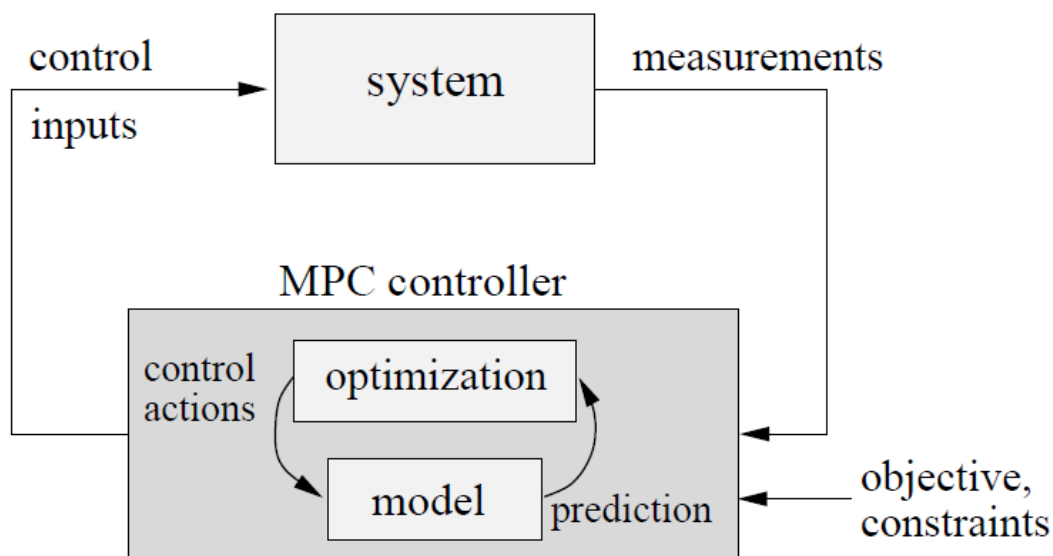 control
inputs
system
measurements
MPC controller
control
actions
optimization
model
prediction
objective,
constraints